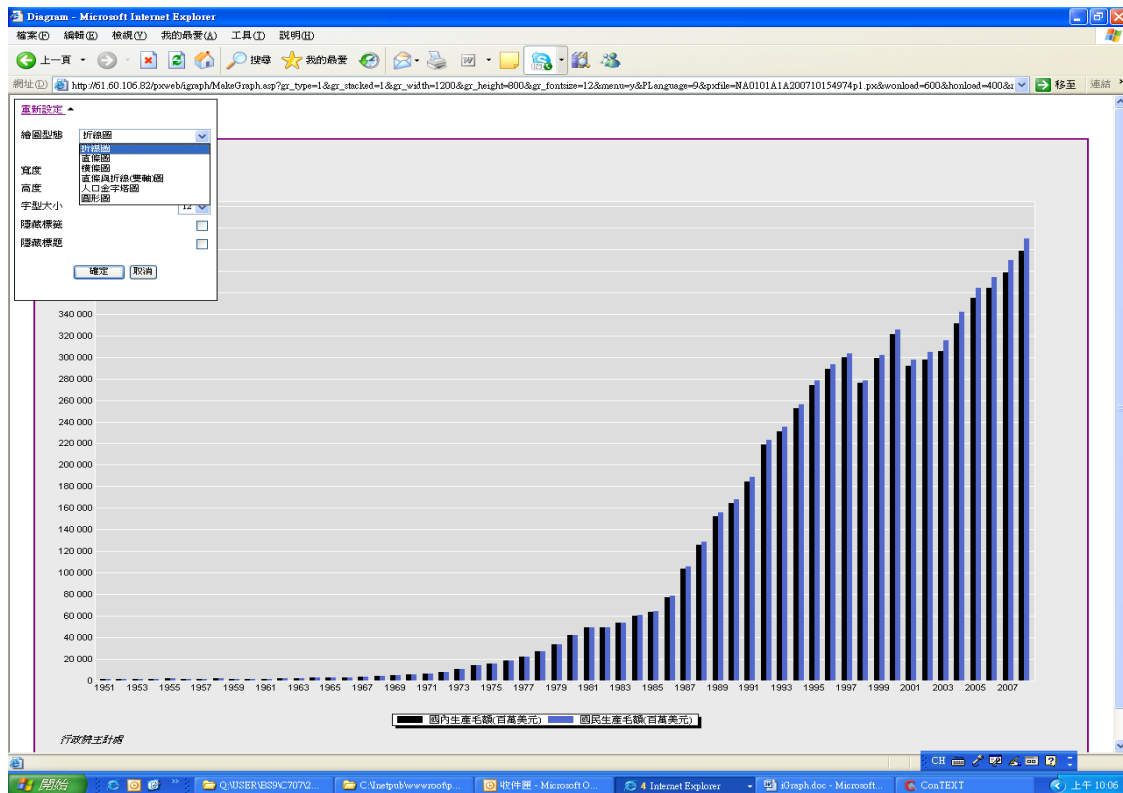 Diagram - Microsoft Internet Explorer
檔案(F) 編輯(E) 檢視(V) 我的最愛(A) 工具(T) 說明(H)
上一頁 搜尋 我的最愛
網址(D) http://61.60.106.82/pxweb/igraph/MakeGraph.asp?gr_type=1&gr_stacked=1&gr_width=1200&gr_height=800&gr_fontsize=12&menu=y&PLanguage=9&pxfile=NA0101A1A200710154974p1.px&wonload=600&honload=400& 移至 連結
重新設定
繪圖型態 折線圖
折線圖
直條圖
橫條圖
直條與折線(雙軸)圖
人口金字塔圖
圓形圖
寬度
高度
字型大小 12
隱藏標籤
隱藏標題
確定 取消
340 000
320 000
300 000
280 000
260 000
240 000
220 000
200 000
180 000
160 000
140 000
120 000
100 000
80 000
60 000
40 000
20 000
0
1951 1953 1955 1957 1959 1961 1963 1965 1967 1969 1971 1973 1975 1977 1979 1981 1983 1985 1987 1989 1991 1993 1995 1997 1999 2001 2003 2005 2007
國內生產毛額(百萬美元) 國民生產毛額(百萬美元)
行政院主計處
CH
開始 Q:\USER\BS9\C707\2... C:\Inetpub\wwwroot\p... 收件匣 - Microsoft O... 4 Internet Explorer iGraph.doc - Microsoft... ConTEXT 上午 10:06